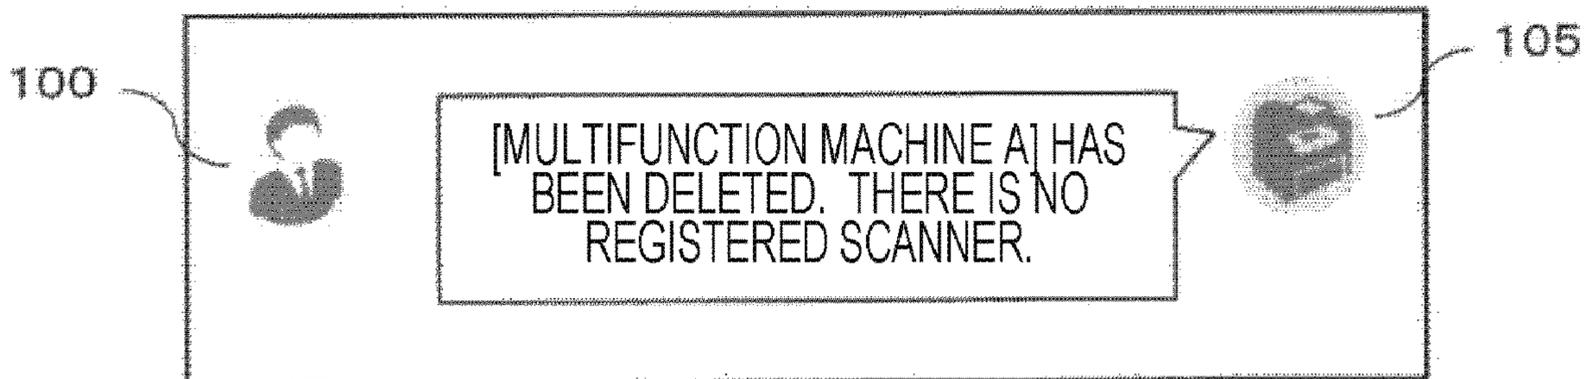 100
105
[MULTIFUNCTION MACHINE A] HAS
BEEN DELETED. THERE IS NO
REGISTERED SCANNER.